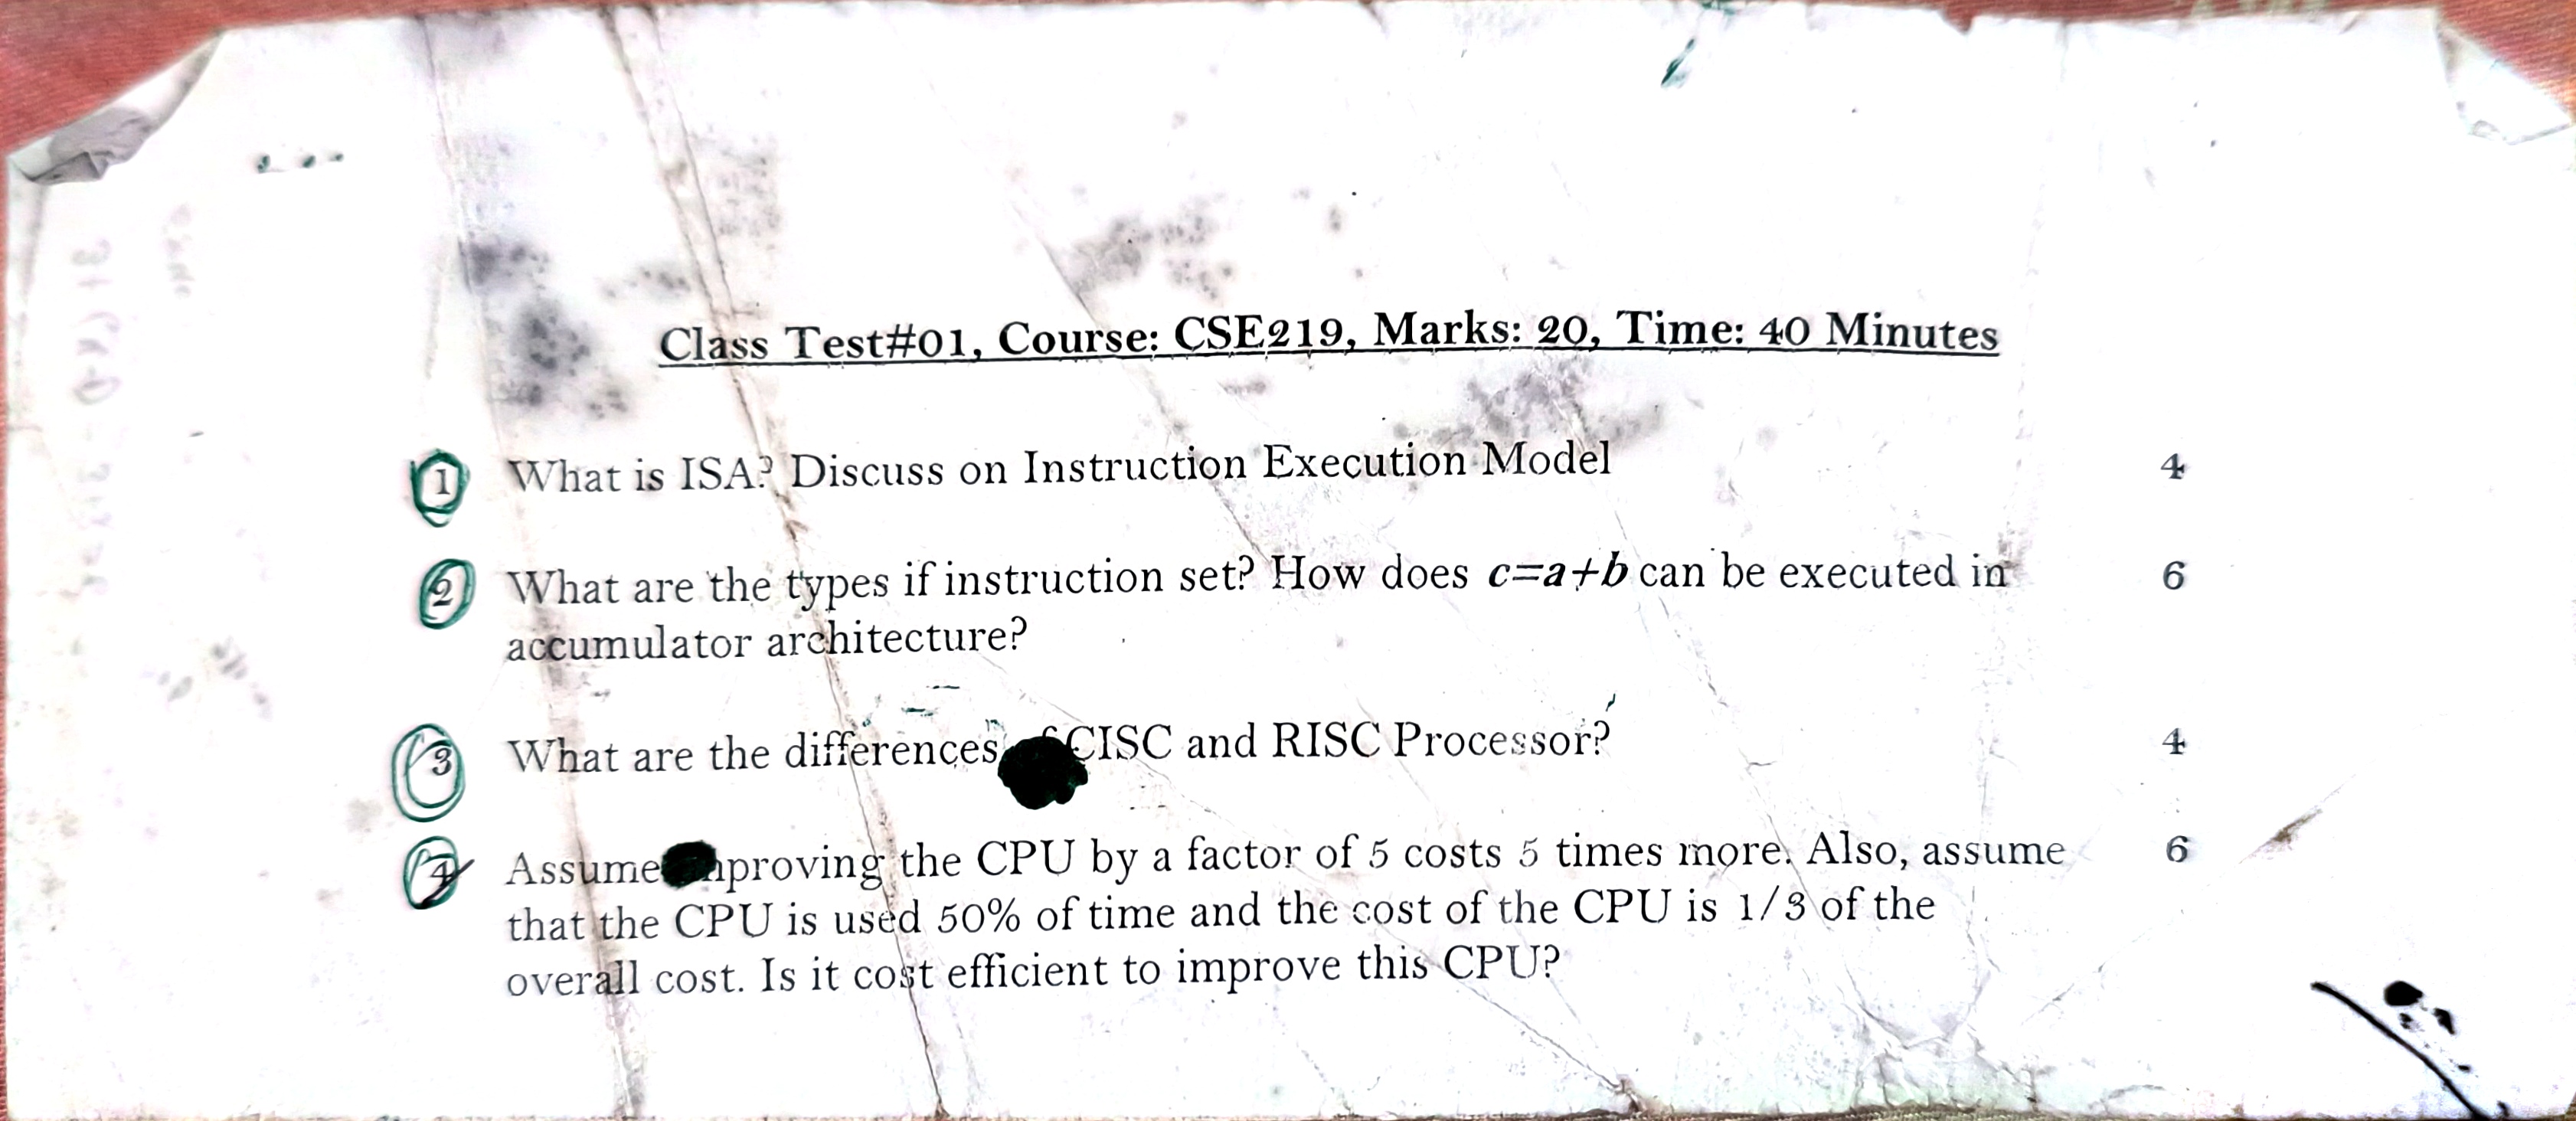 Class Test#01, Course: CSE219, Marks: 20, Time: 40 Minutes
1 What is ISA? Discuss on Instruction Execution Model 4
2 What are the types if instruction set? How does c=a+b can be executed in 6
accumulator architecture?
3 What are the differences CISC and RISC Processor? 4
4 Assume the CPU by a factor of 5 costs 5 times more. Also, assume 6
that the CPU is used 50% of time and the cost of the CPU is 1/3 of the
overall cost. Is it cost efficient to improve this CPU?